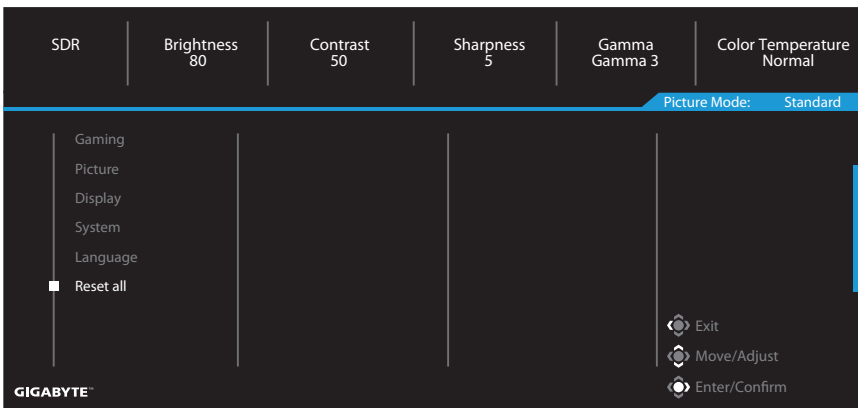 SDR Brightness Contrast Sharpness Gamma Color Temperature
80 50 5 Gamma 3 Normal
Picture Mode: Standard
Gaming
Picture
Display
System
Language
Reset all
Exit
Move/Adjust
GIGABYTE™ Enter/Confirm